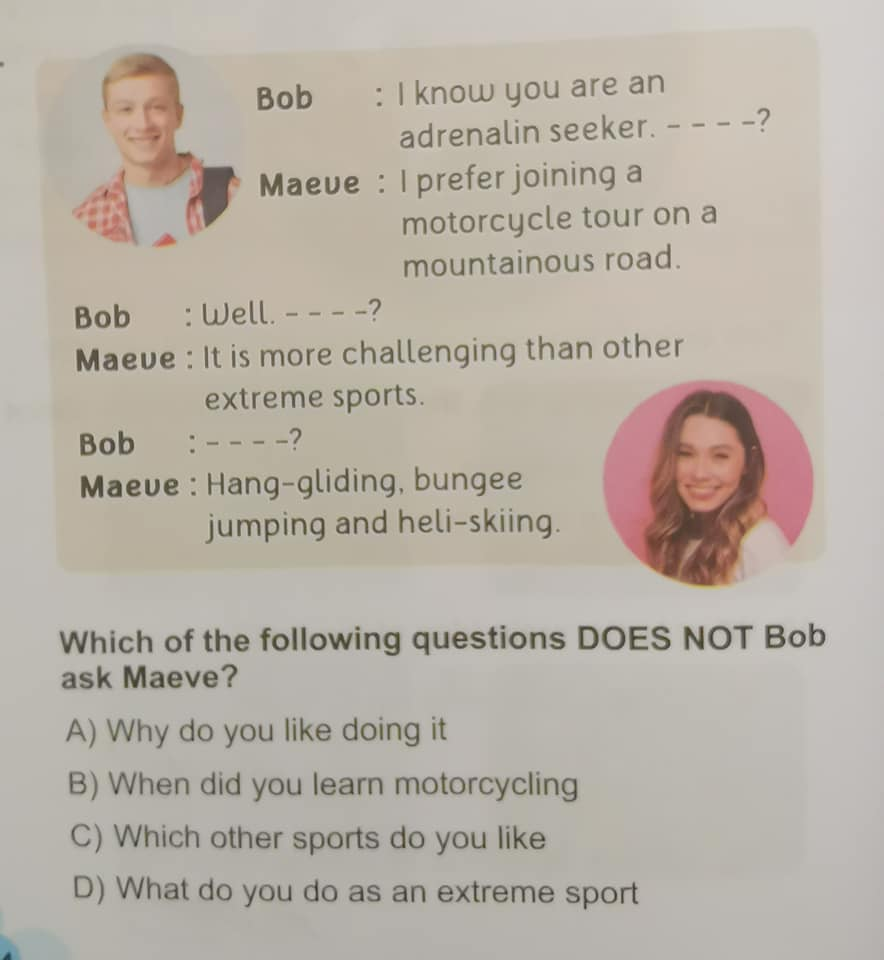 Bob : I know you are an
adrenalin seeker. - - - -?
Maeve : I prefer joining a
motorcycle tour on a
mountainous road.
Bob : Well. - - - -?
Maeve : It is more challenging than other
extreme sports.
Bob : - - - -?
Maeve : Hang-gliding, bungee
jumping and heli-skiing.
Which of the following questions DOES NOT Bob
ask Maeve?
A) Why do you like doing it
B) When did you learn motorcycling
C) Which other sports do you like
D) What do you do as an extreme sport